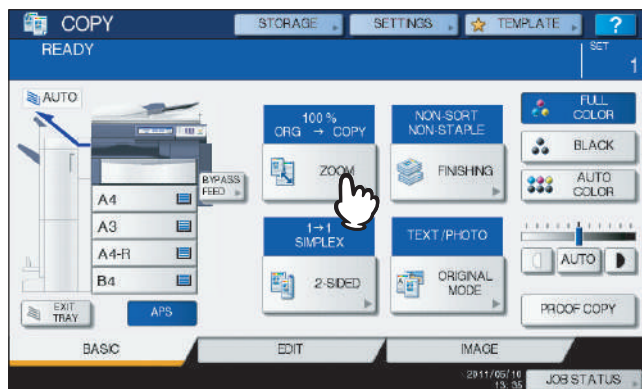 COPY
STORAGE
SETTINGS
TEMPLATE
?
READY
SET
1
AUTO
100 %
ORG → COPY
NON-SORT
NON-STAPLE
FULL
COLOR
ZOOM
FINISHING
BLACK
BYPASS
FEED
AUTO
COLOR
A4
A3
A4-R
B4
1→1
SIMPLEX
TEXT/PHOTO
2-SIDED
ORIGINAL
MODE
AUTO
EXIT
TRAY
APS
PROOF COPY
BASIC
EDIT
IMAGE
2011/05/10
13:35
JOB STATUS